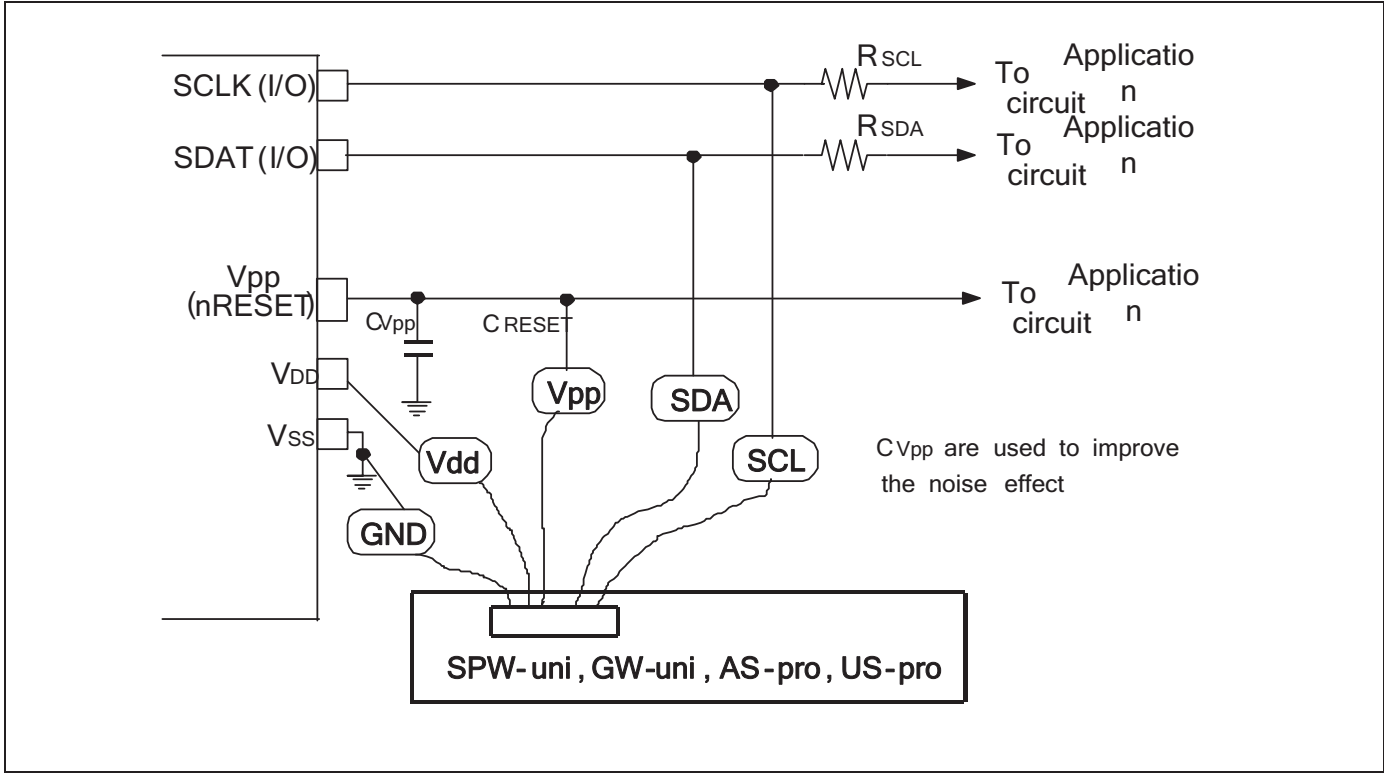 SCLK (I/O)
RSCL
To Applicatio
circuit n
SDAT (I/O)
RSDA
To Applicatio
circuit n
Vpp
(nRESET)
CVpp
C RESET
To Applicatio
circuit n
VDD
Vpp
SDA
VSS
Vdd
SCL
CVpp are used to improve
the noise effect
GND
SPW-uni, GW-uni, AS-pro, US-pro